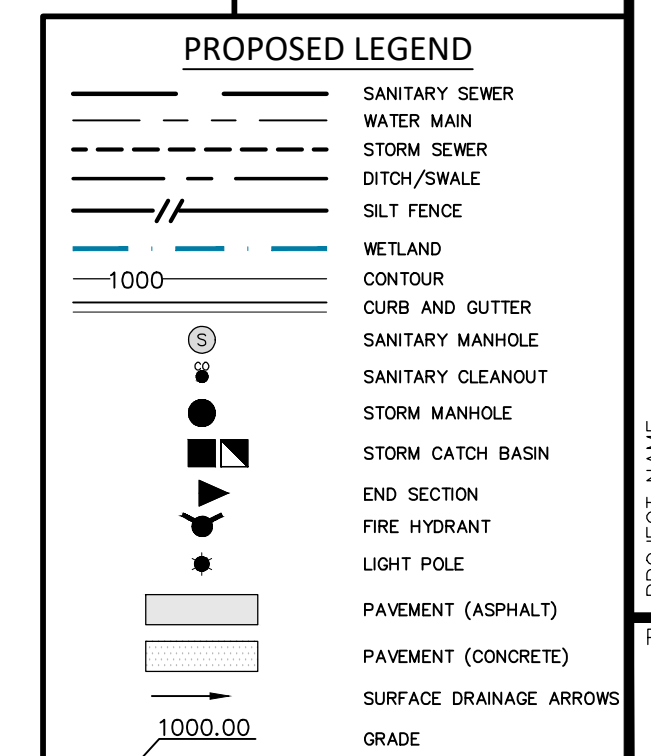 PROPOSED LEGEND
SANITARY SEWER
WATER MAIN
STORM SEWER
DITCH/SWALE
SILT FENCE
WETLAND
1000 CONTOUR
CURB AND GUTTER
S SANITARY MANHOLE
CO SANITARY CLEANOUT
STORM MANHOLE
STORM CATCH BASIN
END SECTION
FIRE HYDRANT
LIGHT POLE
PAVEMENT (ASPHALT)
PAVEMENT (CONCRETE)
SURFACE DRAINAGE ARROWS
1000.00 GRADE